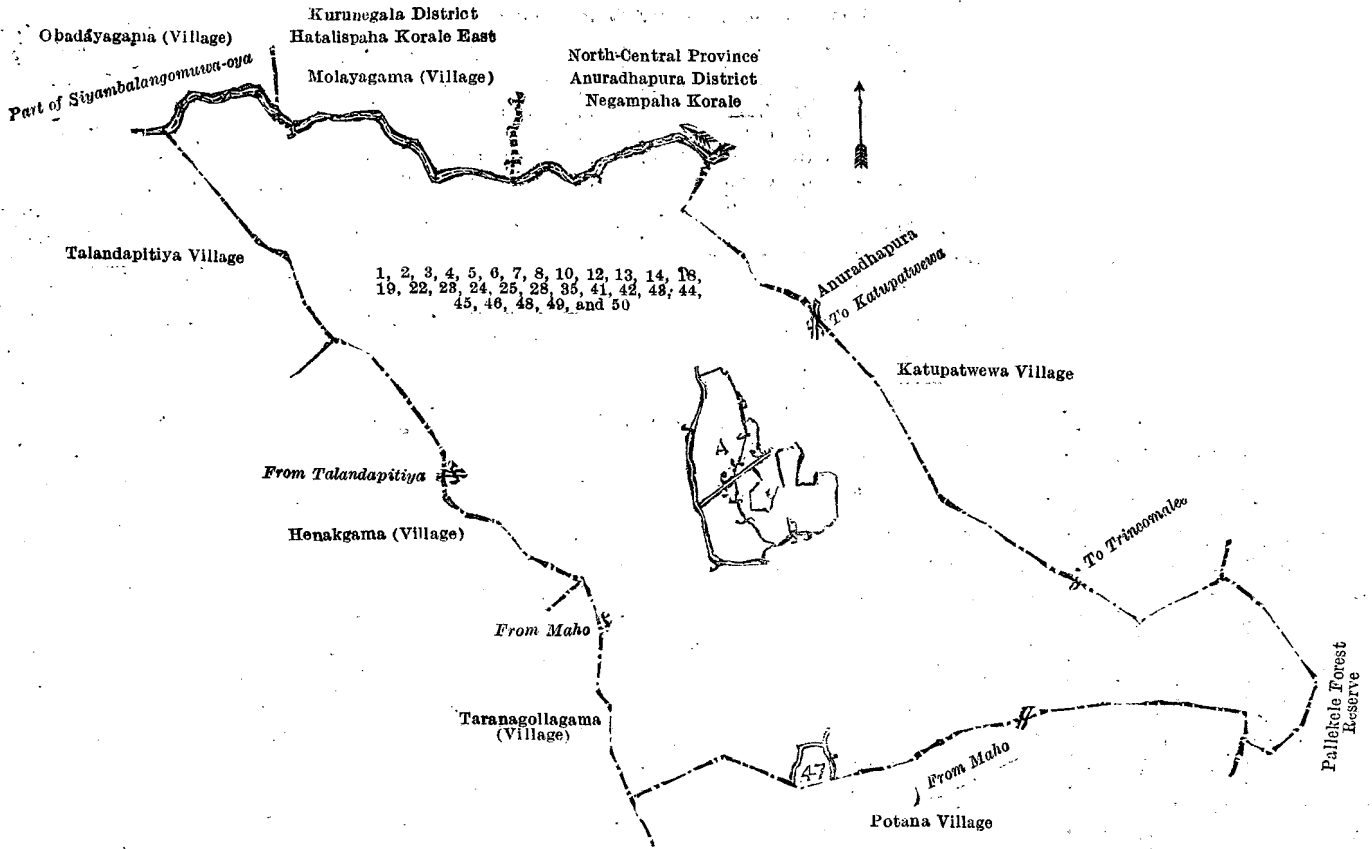 Kurunegala District
Obadayagama (Village)
Hatalispaha Korale East
Part of Siyambalangomuwa-oya
Molayagama (Village)
North-Central Province
Anuradhapura District
Negampaha Korale
Talandapitiya Village
1, 2, 3, 4, 5, 6, 7, 8, 10, 12, 13, 14, 18,
19, 22, 23, 24, 25, 28, 35, 41, 42, 43, 44,
45, 46, 48, 49, and 50
Anuradhapura
To Katupatwewa
Katupatwewa Village
A
From Talandapitiya
Henakgama (Village)
To Trincomalee
From Maho
Pallekele Forest
Reserve
Taranagollagama
(Village)
47
From Maho
Potana Village